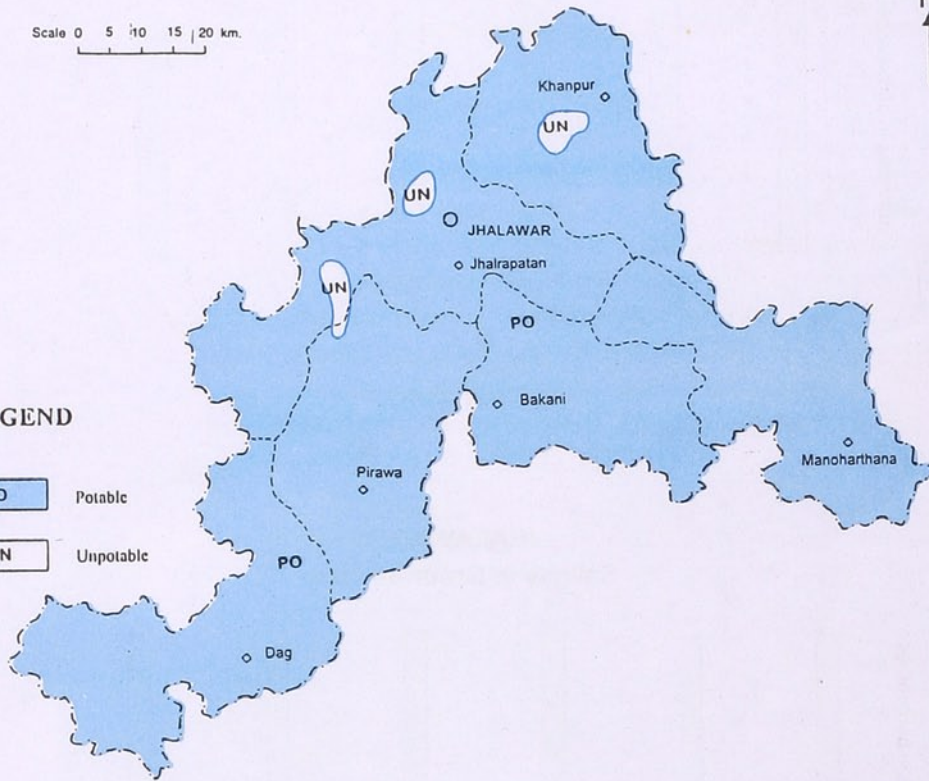 Scale 0 5 10 15 20 km.
Khanpur
UN
UN
JHALAWAR
Jhalrapatan
UN
PO
GEND
Bakani
Manoharthana
Pirawa
O
Potable
N
Unpotable
PO
Dag